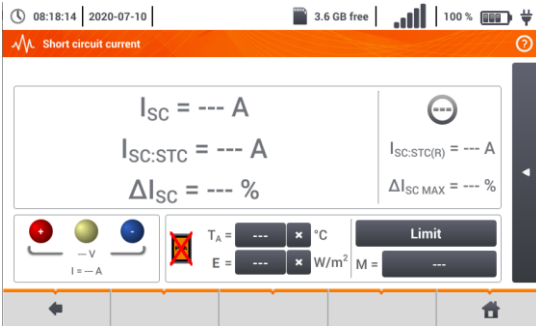 08:18:14 2020-07-10 3.6 GB free 100 %
Short circuit current ?
I_SC = --- A
I_SC:STC = --- A
ΔI_SC = --- %
---
I_SC:STC(R) = --- A
ΔI_SC MAX = --- %
+ -
--- V
I = --- A
T_A = --- × °C
E = --- × W/m²
Limit
M = ---